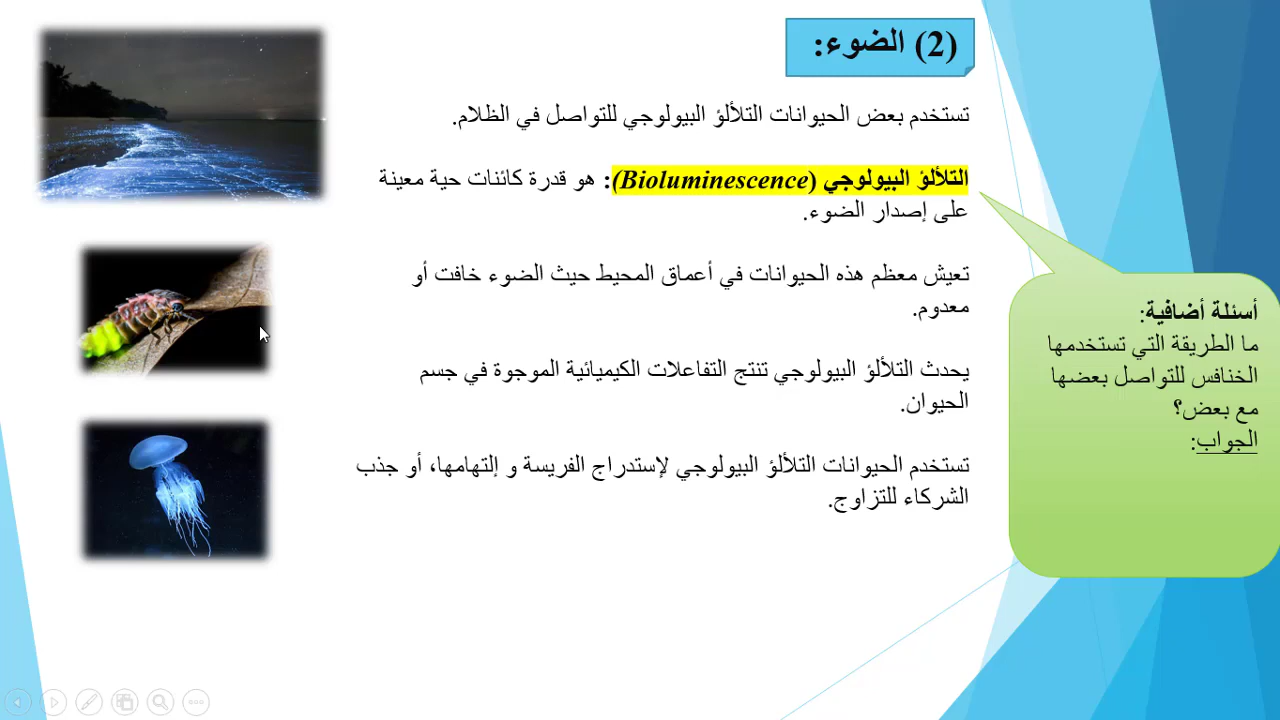 (2) الضوء:
تستخدم بعض الحيوانات التلألؤ البيولوجي للتواصل في الظلام.
التلألؤ البيولوجي (Bioluminescence): هو قدرة كائنات حية معينة
على إصدار الضوء.
تعيش معظم هذه الحيوانات في أعماق المحيط حيث الضوء خافت أو
معدوم.
يحدث التلألؤ البيولوجي تنتج التفاعلات الكيميائية الموجودة في جسم
الحيوان.
تستخدم الحيوانات التلألؤ البيولوجي لإستدراج الفريسة و إلتهامها، أو جذب
الشركاء للتزاوج.
أسئلة أضافية:
ما الطريقة التي تستخدمها
الخنافس للتواصل بعضها
مع بعض؟
الجواب: